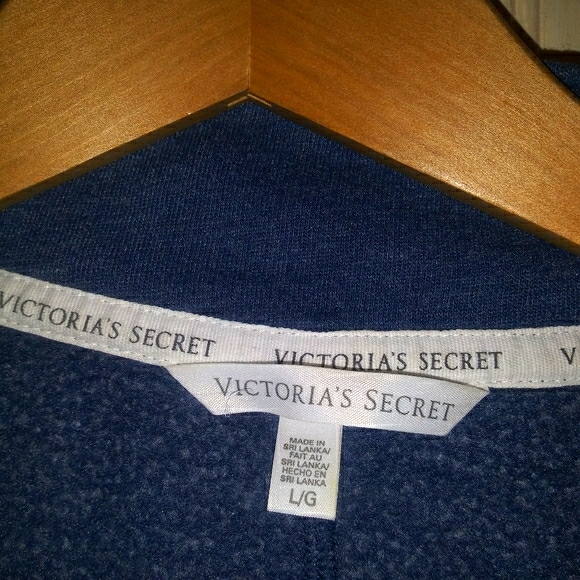 VICTORIA'S SECRET
VICTORIA'S SECRET
V
VICTORIA'S SECRET
MADE IN
SRI LANKA/
FAIT AU
SRI LANKA/
HECHO EN
SRI LANKA
L/G